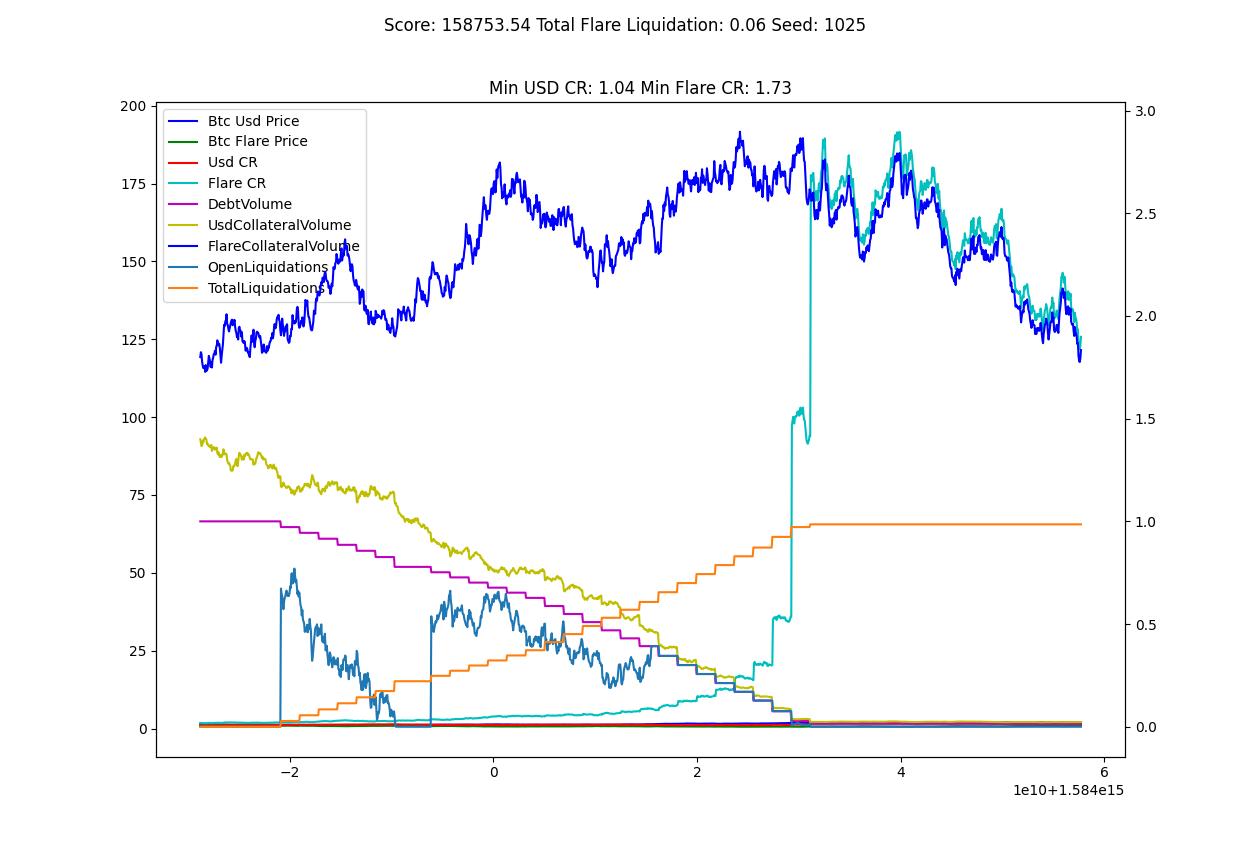 Score: 158753.54 Total Flare Liquidation: 0.06 Seed: 1025
Min USD CR: 1.04 Min Flare CR: 1.73
200
175
150
125
100
75
50
25
0
Btc Usd Price
Btc Flare Price
Usd CR
Flare CR
DebtVolume
UsdCollateralVolume
FlareCollateralVolume
OpenLiquidations
TotalLiquidations
3.0
2.5
2.0
1.5
1.0
0.5
0.0
−2
0
2
4
6
1e10+1.584e15